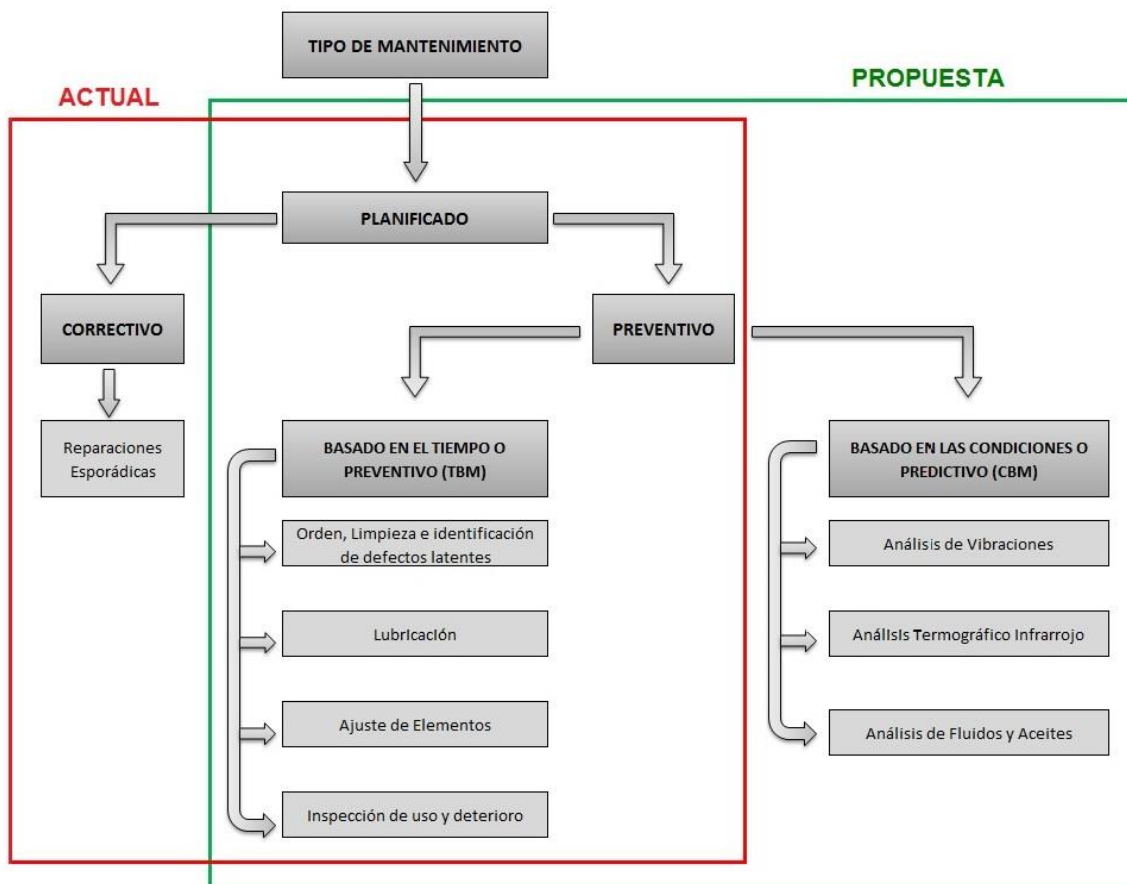 TIPO DE MANTENIMIENTO
ACTUAL
PROPUESTA
PLANIFICADO
CORRECTIVO
PREVENTIVO
Reparaciones
Esporádicas
BASADO EN EL TIEMPO O
PREVENTIVO (TBM)
Orden, Limpieza e identificación
de defectos latentes
Lubricación
Ajuste de Elementos
Inspección de uso y deterioro
BASADO EN LAS CONDICIONES O
PREDICTIVO (CBM)
Análisis de Vibraciones
Análisis Termográfico Infrarrojo
Análisis de Fluidos y Aceites